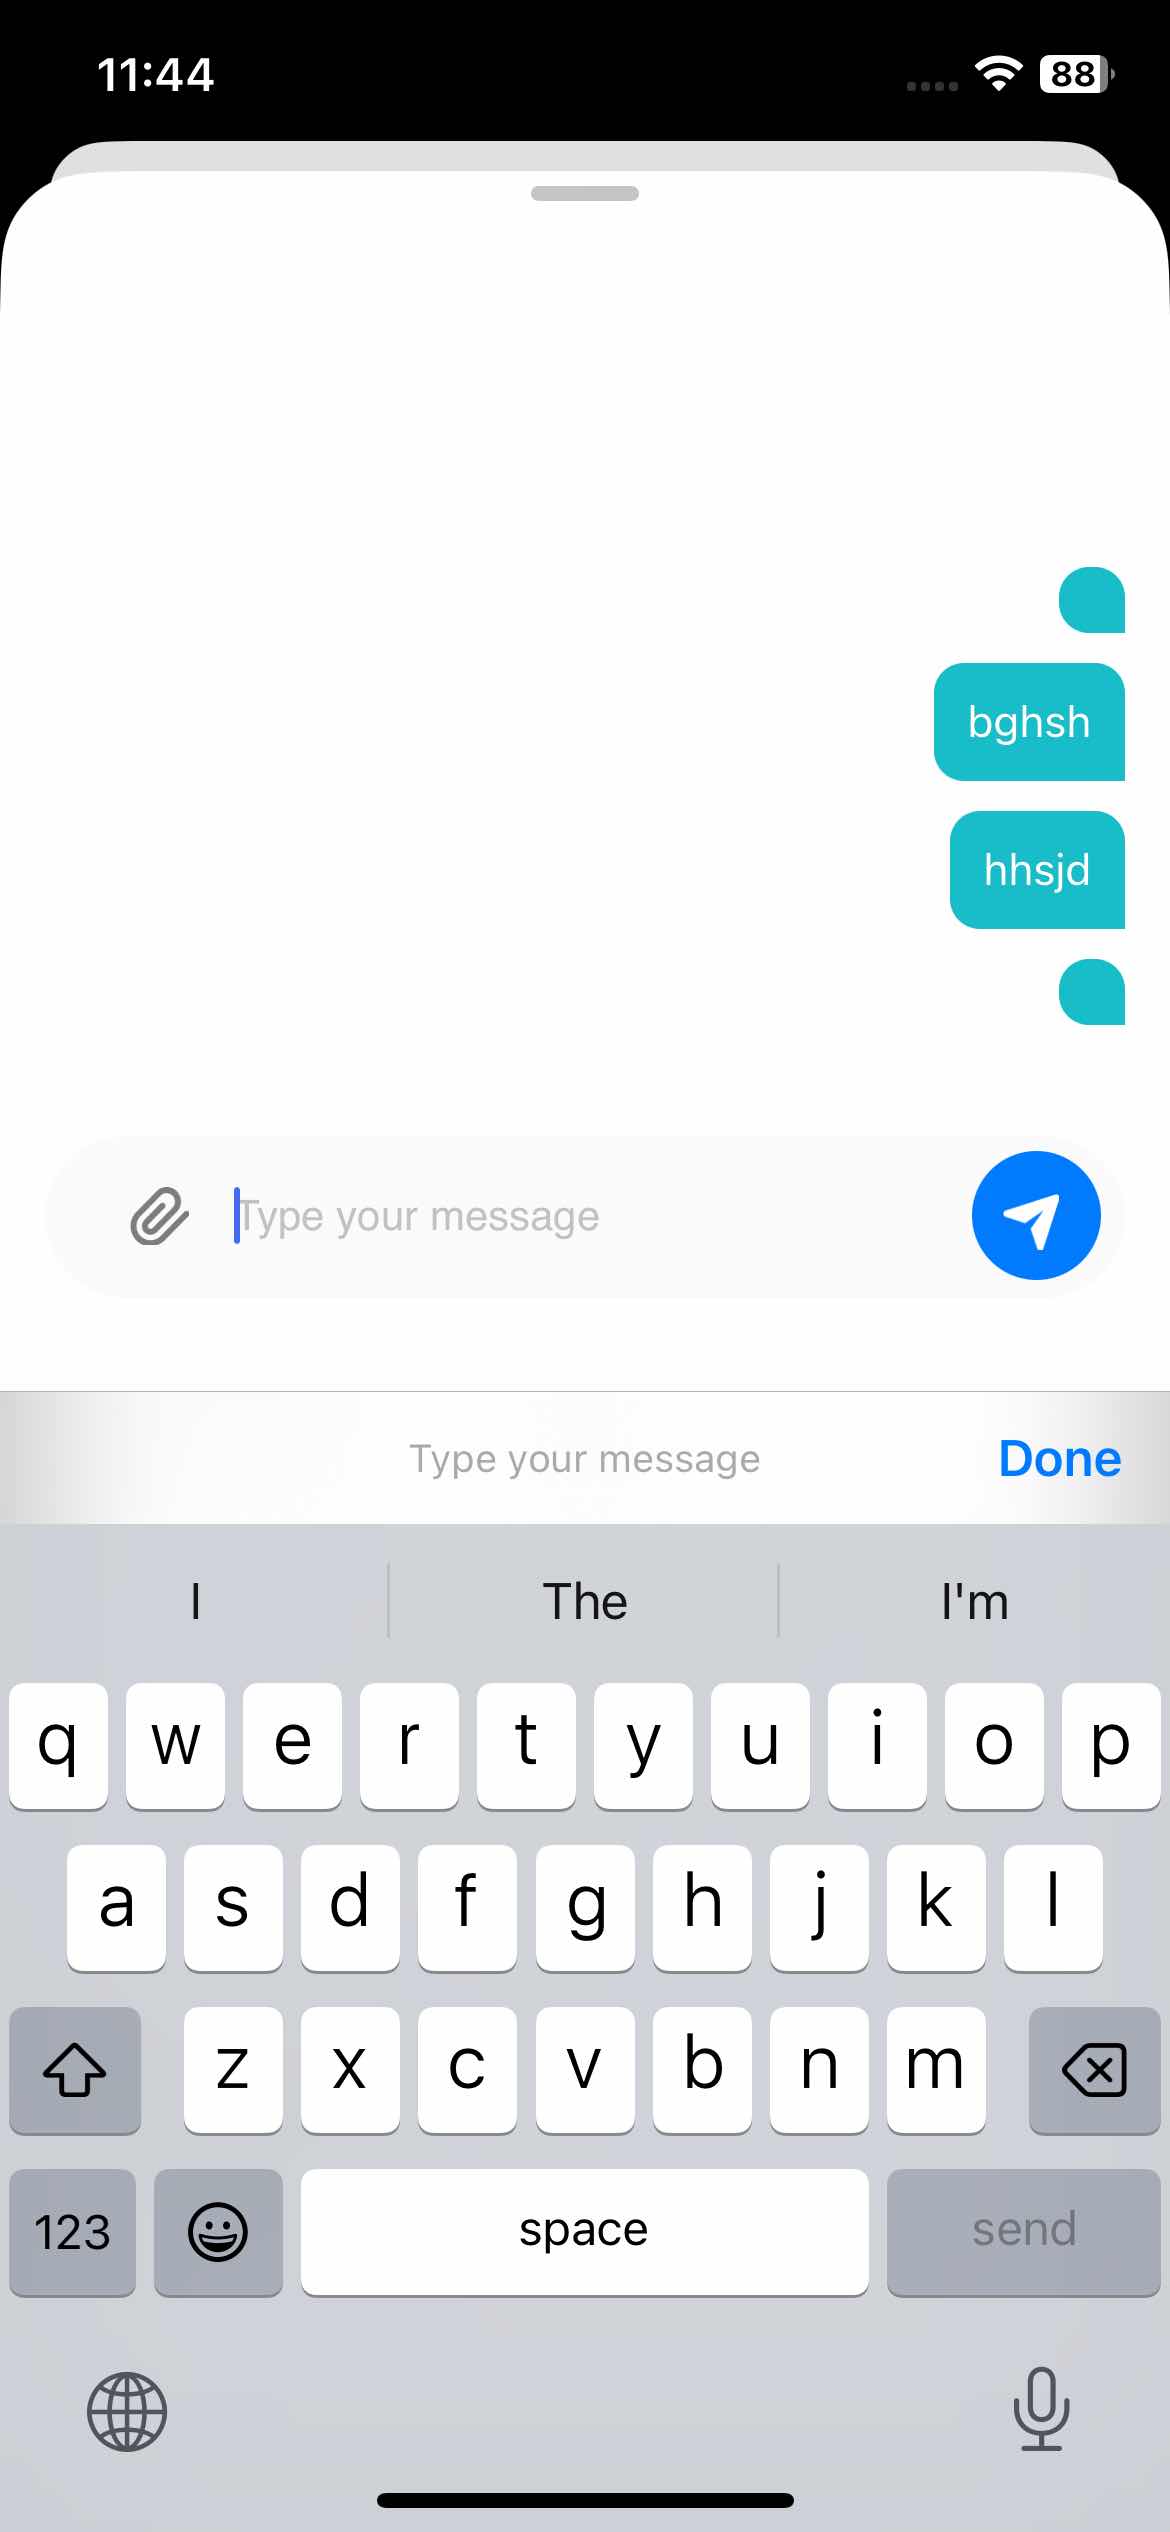 11:44
88
bghsh
hhsjd
Type your message
Type your message
Done
I The I'm
q w e r t y u i o p
a s d f g h j k l
z x c v b n m
123 space send